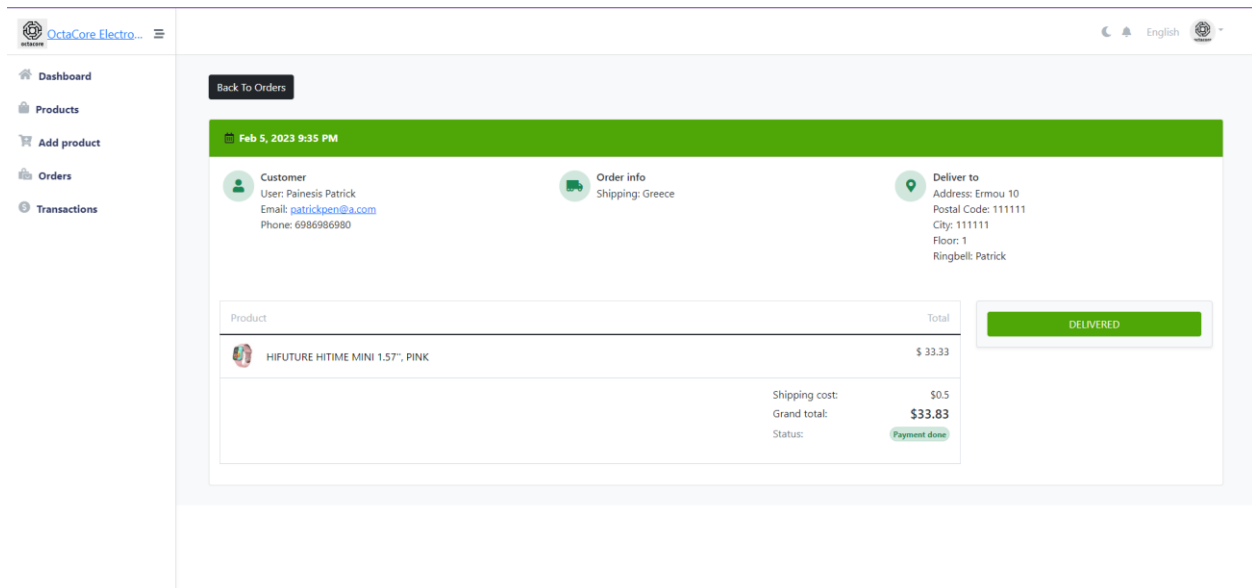 octacore
OctaCore Electro...
English
Dashboard
Products
Add product
Orders
Transactions
Back To Orders
Feb 5, 2023 9:35 PM
Customer
User: Painesis Patrick
Email: patrickpen@a.com
Phone: 6986986980
Order info
Shipping: Greece
Deliver to
Address: Ermou 10
Postal Code: 111111
City: 111111
Floor: 1
Ringbell: Patrick
Product Total
HIFUTURE HITIME MINI 1.57'', PINK $ 33.33
Shipping cost: $0.5
Grand total: $33.83
Status: Payment done
DELIVERED